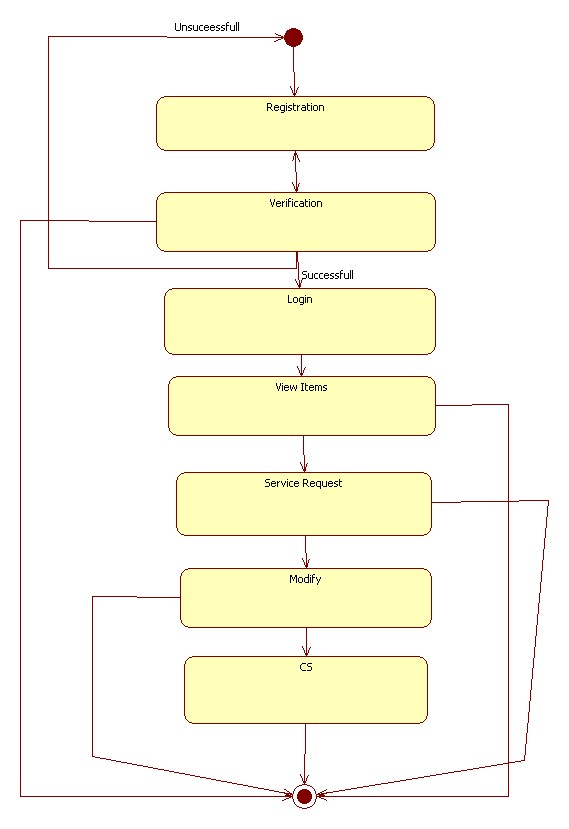 Unsuceessfull
Registration
Verification
Successfull
Login
View Items
Service Request
Modify
CS